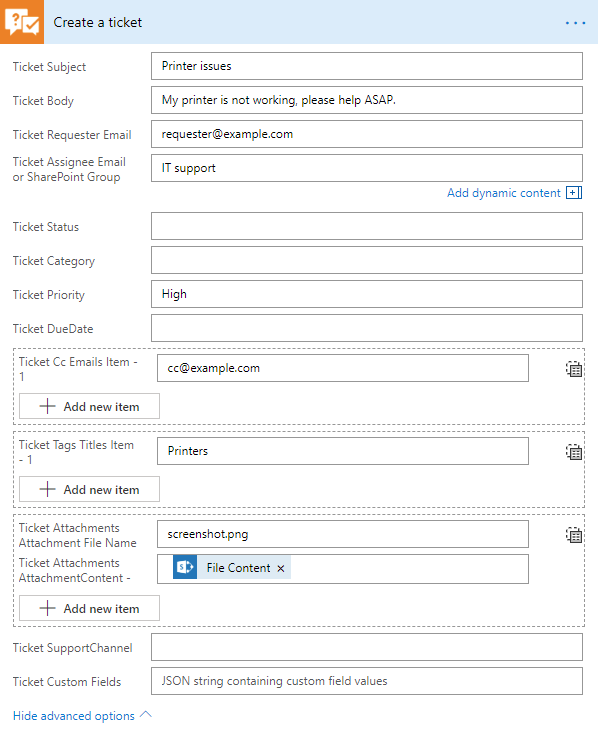 Create a ticket
Ticket Subject
Printer issues
Ticket Body
My printer is not working, please help ASAP.
Ticket Requester Email
requester@example.com
Ticket Assignee Email
or SharePoint Group
IT support
Add dynamic content
Ticket Status
Ticket Category
Ticket Priority
High
Ticket DueDate
Ticket Cc Emails Item -
1
cc@example.com
Add new item
Ticket Tags Titles Item
- 1
Printers
Add new item
Ticket Attachments
Attachment File Name
screenshot.png
Ticket Attachments
AttachmentContent -
File Content ×
Add new item
Ticket SupportChannel
Ticket Custom Fields
JSON string containing custom field values
Hide advanced options